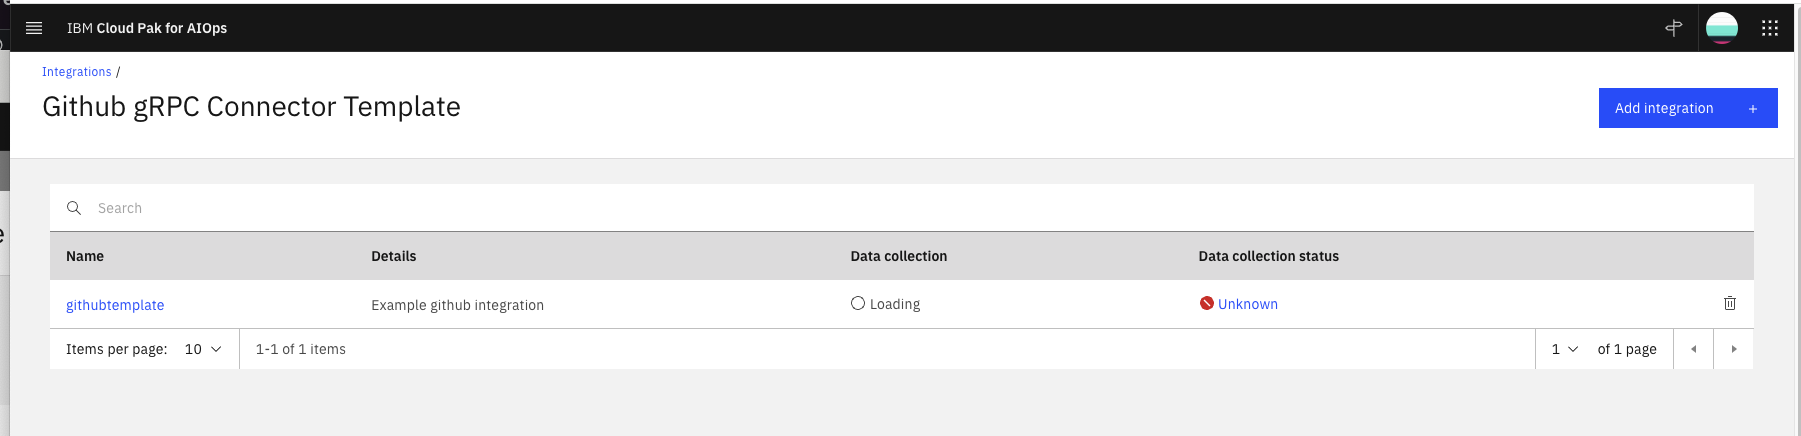 IBM Cloud Pak for AIOps
Integrations /
Github gRPC Connector Template
Add integration +
Search
Name Details Data collection Data collection status
githubtemplate Example github integration Loading Unknown
Items per page: 10 1-1 of 1 items 1 of 1 page